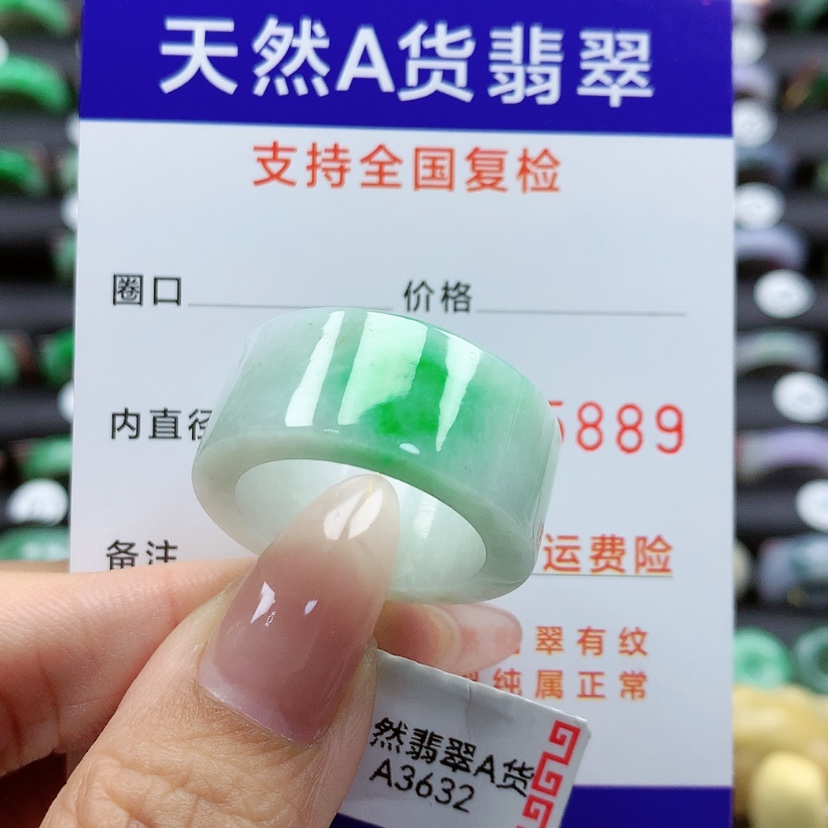 天然A货翡翠
支持全国复检
圈口 价格
内直径 5889
备注 运费险
翠有纹
纯属正常
然翡翠A货
A3632